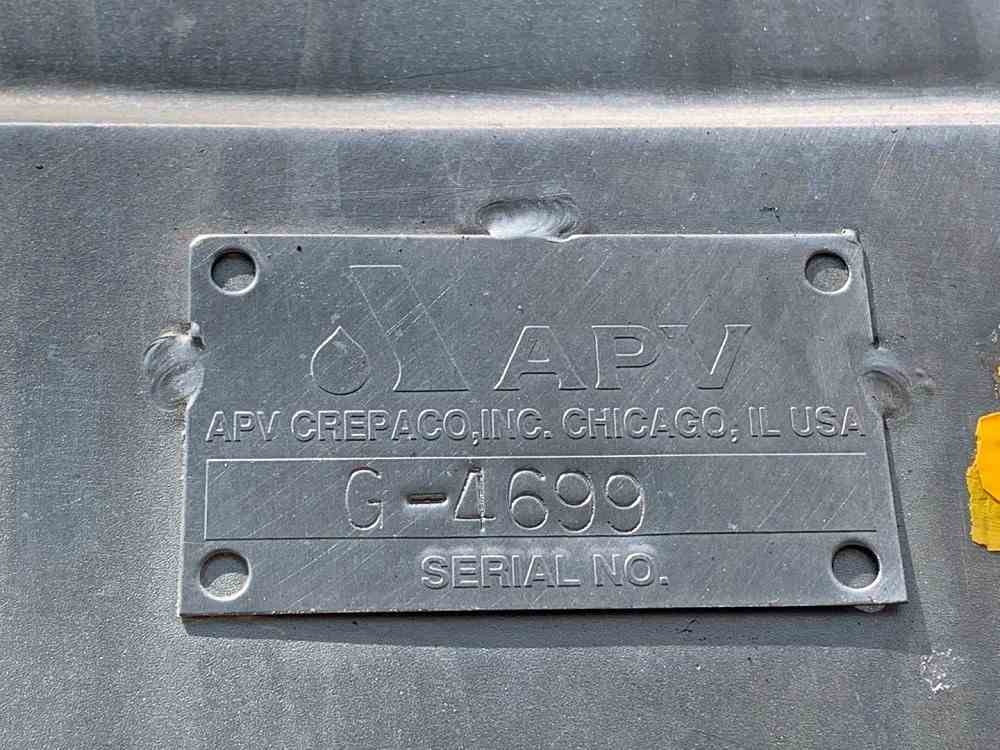 APV
APV CREPACO,INC. CHICAGO, IL USA
G-4699
SERIAL NO.